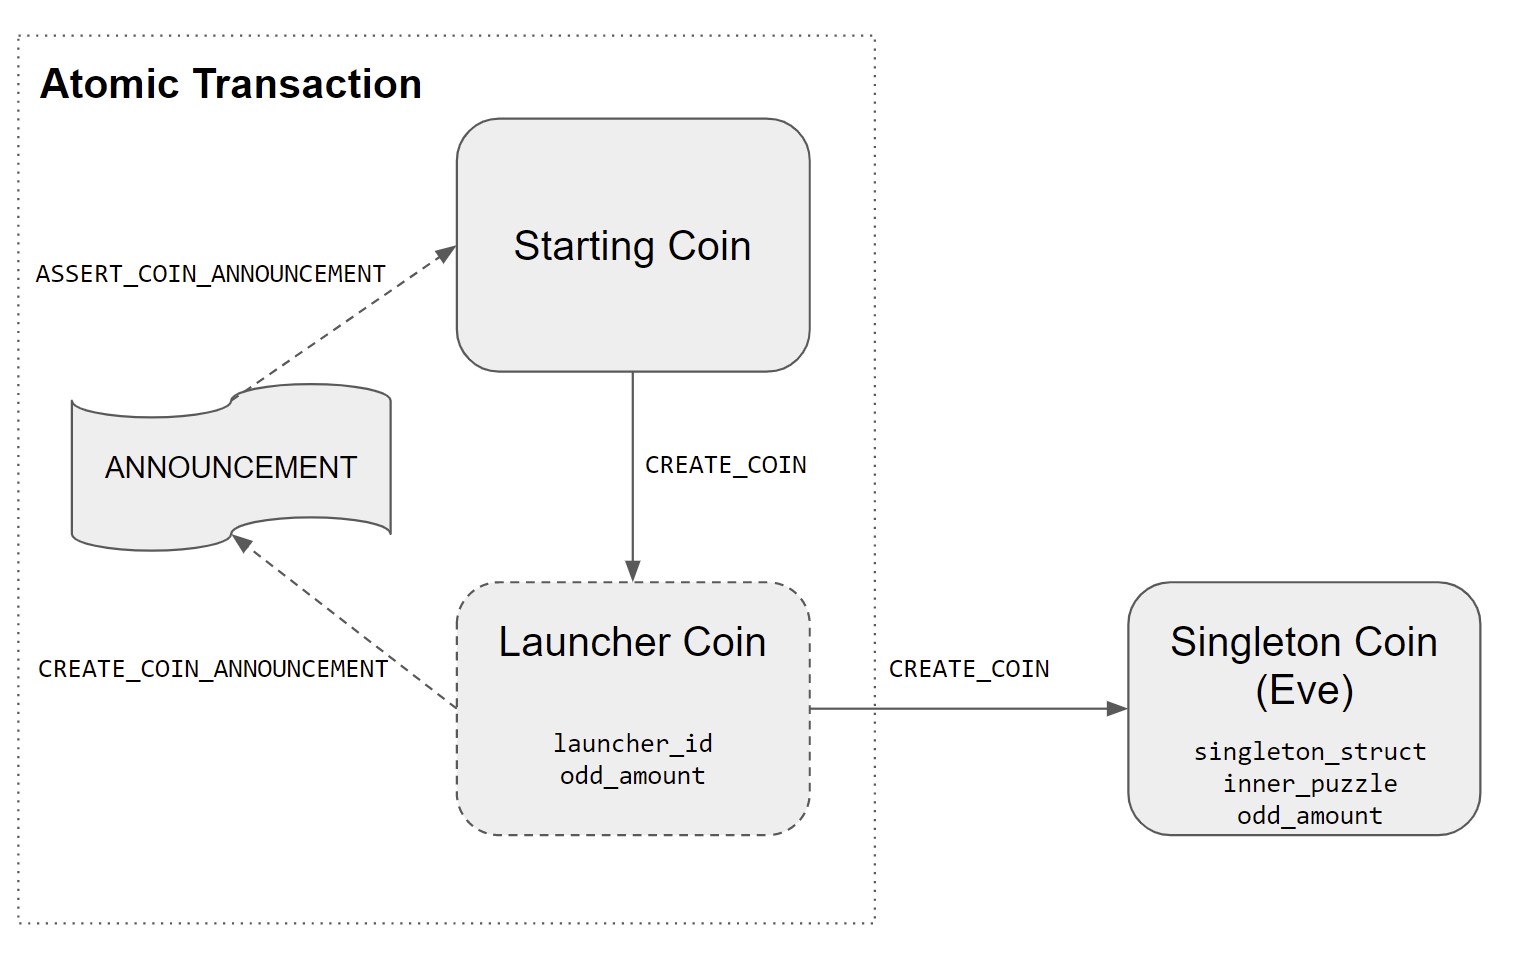 Atomic Transaction
Starting Coin
ASSERT_COIN_ANNOUNCEMENT
ANNOUNCEMENT
CREATE_COIN
CREATE_COIN_ANNOUNCEMENT
Launcher Coin
launcher_id
odd_amount
CREATE_COIN
Singleton Coin
(Eve)
singleton_struct
inner_puzzle
odd_amount